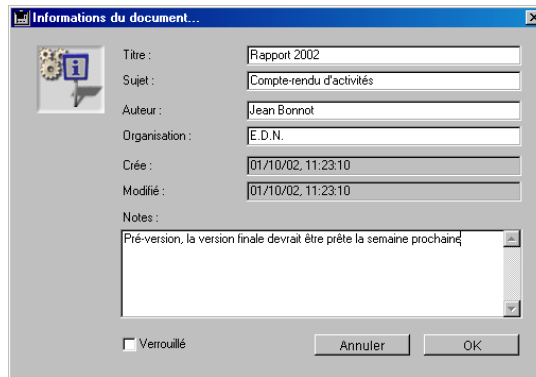 Informations du document...
Titre : Rapport 2002
Sujet : Compte-rendu d'activités
Auteur : Jean Bonnot
Organisation : E.D.N.
Crée : 01/10/02, 11:23:10
Modifié : 01/10/02, 11:23:10
Notes :
Pré-version, la version finale devrait être prête la semaine prochaine
Verrouillé Annuler OK